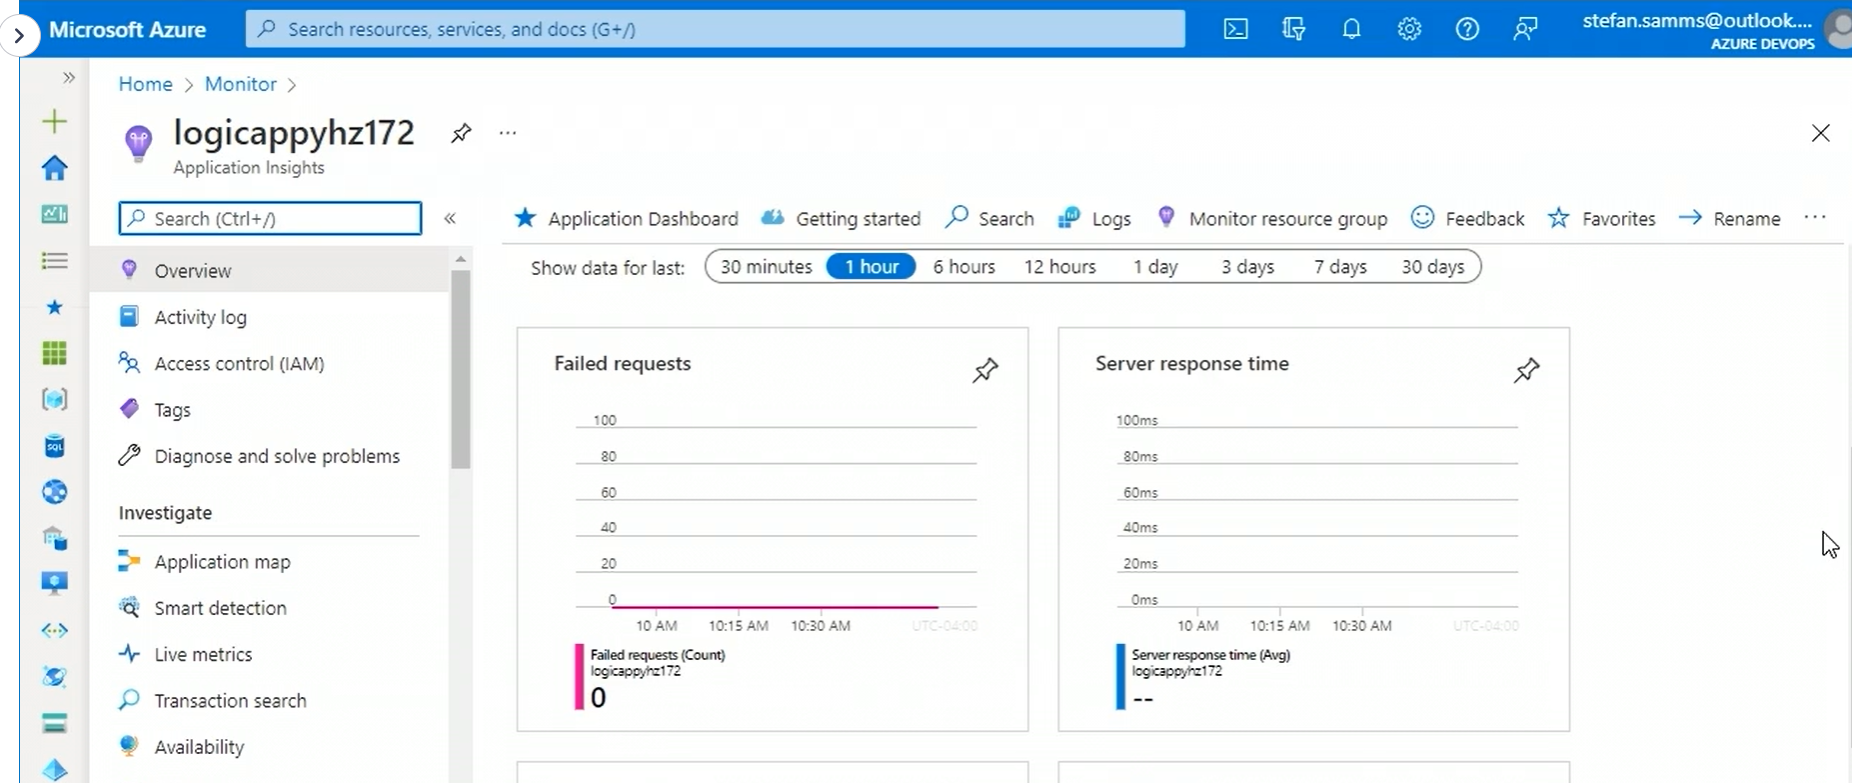 Microsoft Azure
Search resources, services, and docs (G+/)
stefan.samms@outlook....
AZURE DEVOPS
Home > Monitor >
logicappyhz172
...
Application Insights
Search (Ctrl+/)
«
Application Dashboard
Getting started
Search
Logs
Monitor resource group
Feedback
Favorites
Rename
...
Overview
Activity log
Access control (IAM)
Tags
Diagnose and solve problems
Investigate
Application map
Smart detection
Live metrics
Transaction search
Availability
SQL
Show data for last:
30 minutes
1 hour
6 hours
12 hours
1 day
3 days
7 days
30 days
Failed requests
100
80
60
40
20
0
10 AM
10:15 AM
10:30 AM
UTC-04:00
Failed requests (Count)
logicappyhz172
0
Server response time
100ms
80ms
60ms
40ms
20ms
0ms
10 AM
10:15 AM
10:30 AM
UTC-04:00
Server response time (Avg)
logicappyhz172
--